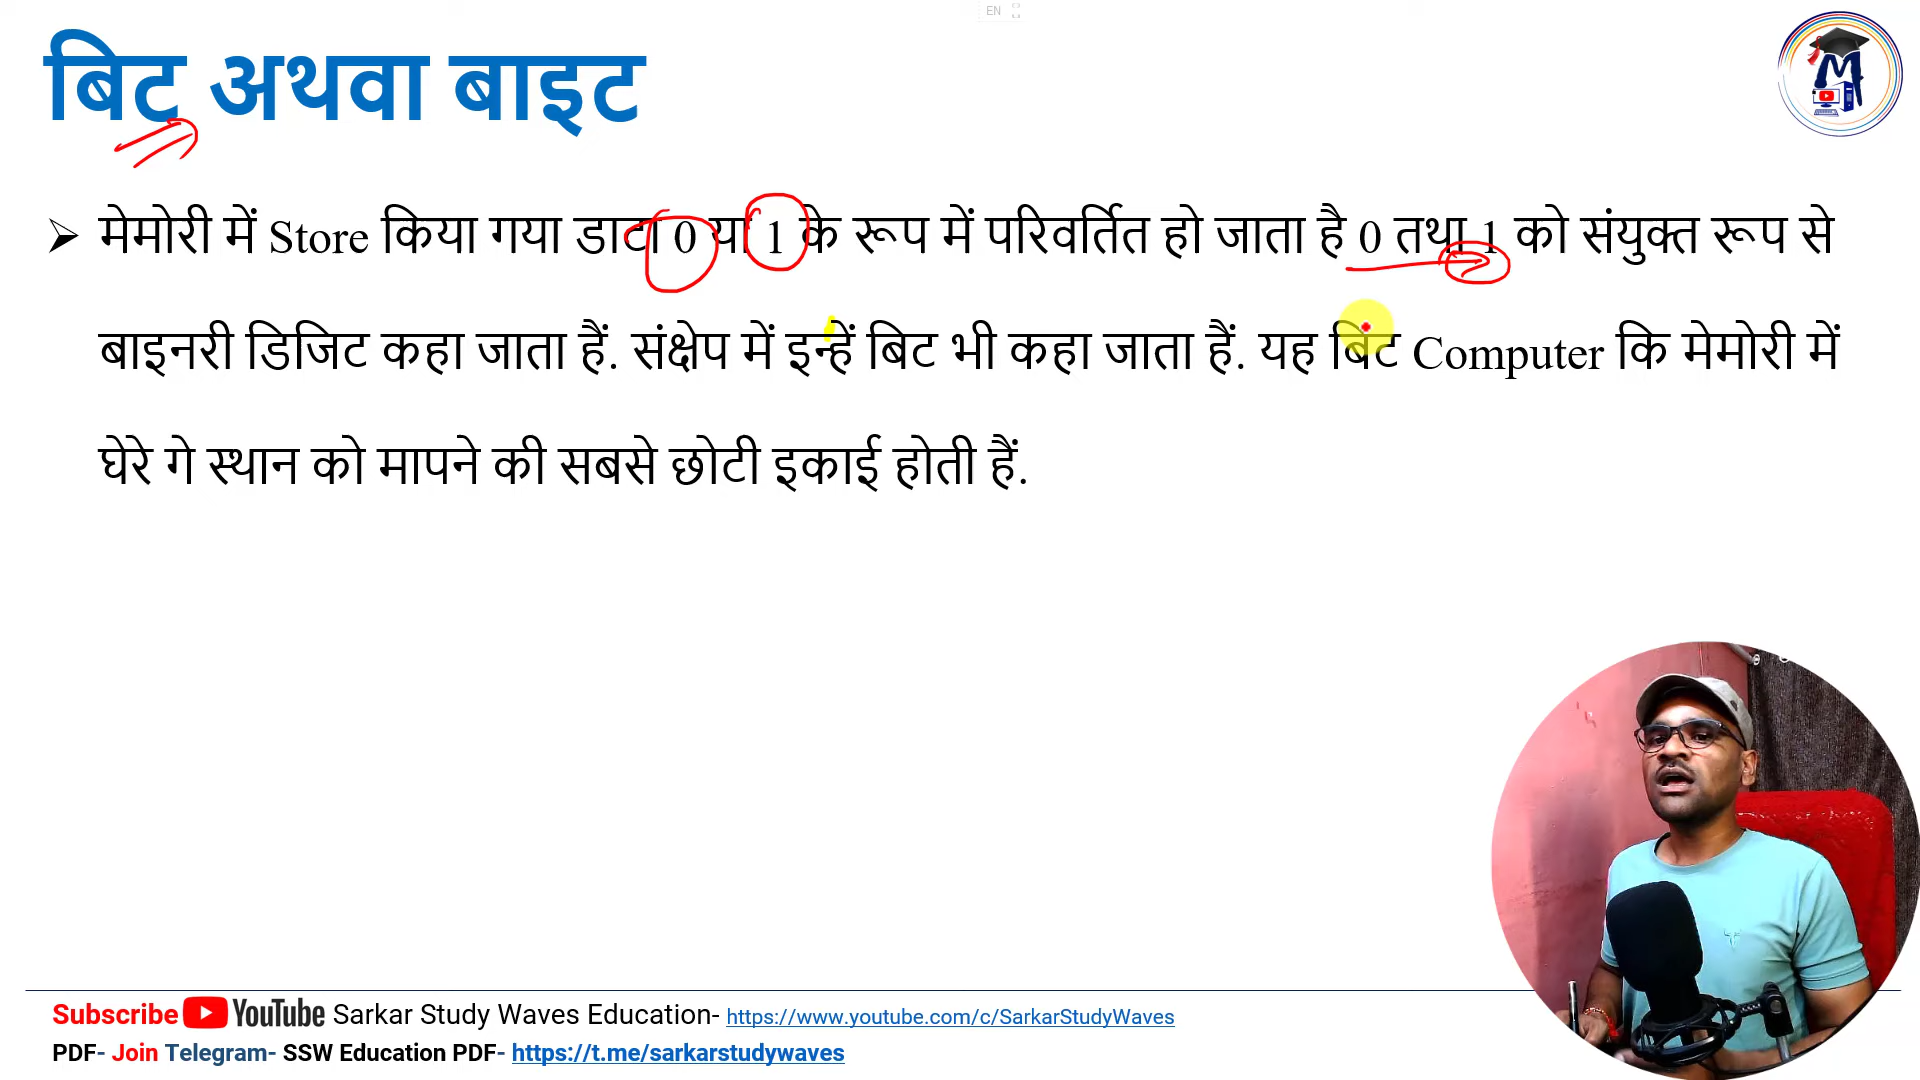 EN
बिट अथवा बाइट
➢ मेमोरी में Store किया गया डाटा 0 या 1 के रूप में परिवर्तित हो जाता है 0 तथा 1 को संयुक्त रूप से
बाइनरी डिजिट कहा जाता हैं. संक्षेप में इन्हें बिट भी कहा जाता हैं. यह बिट Computer कि मेमोरी में
घेरे गे स्थान को मापने की सबसे छोटी इकाई होती हैं.
Subscribe YouTube Sarkar Study Waves Education- https://www.youtube.com/c/SarkarStudyWaves
PDF- Join Telegram- SSW Education PDF- https://t.me/sarkarstudywaves